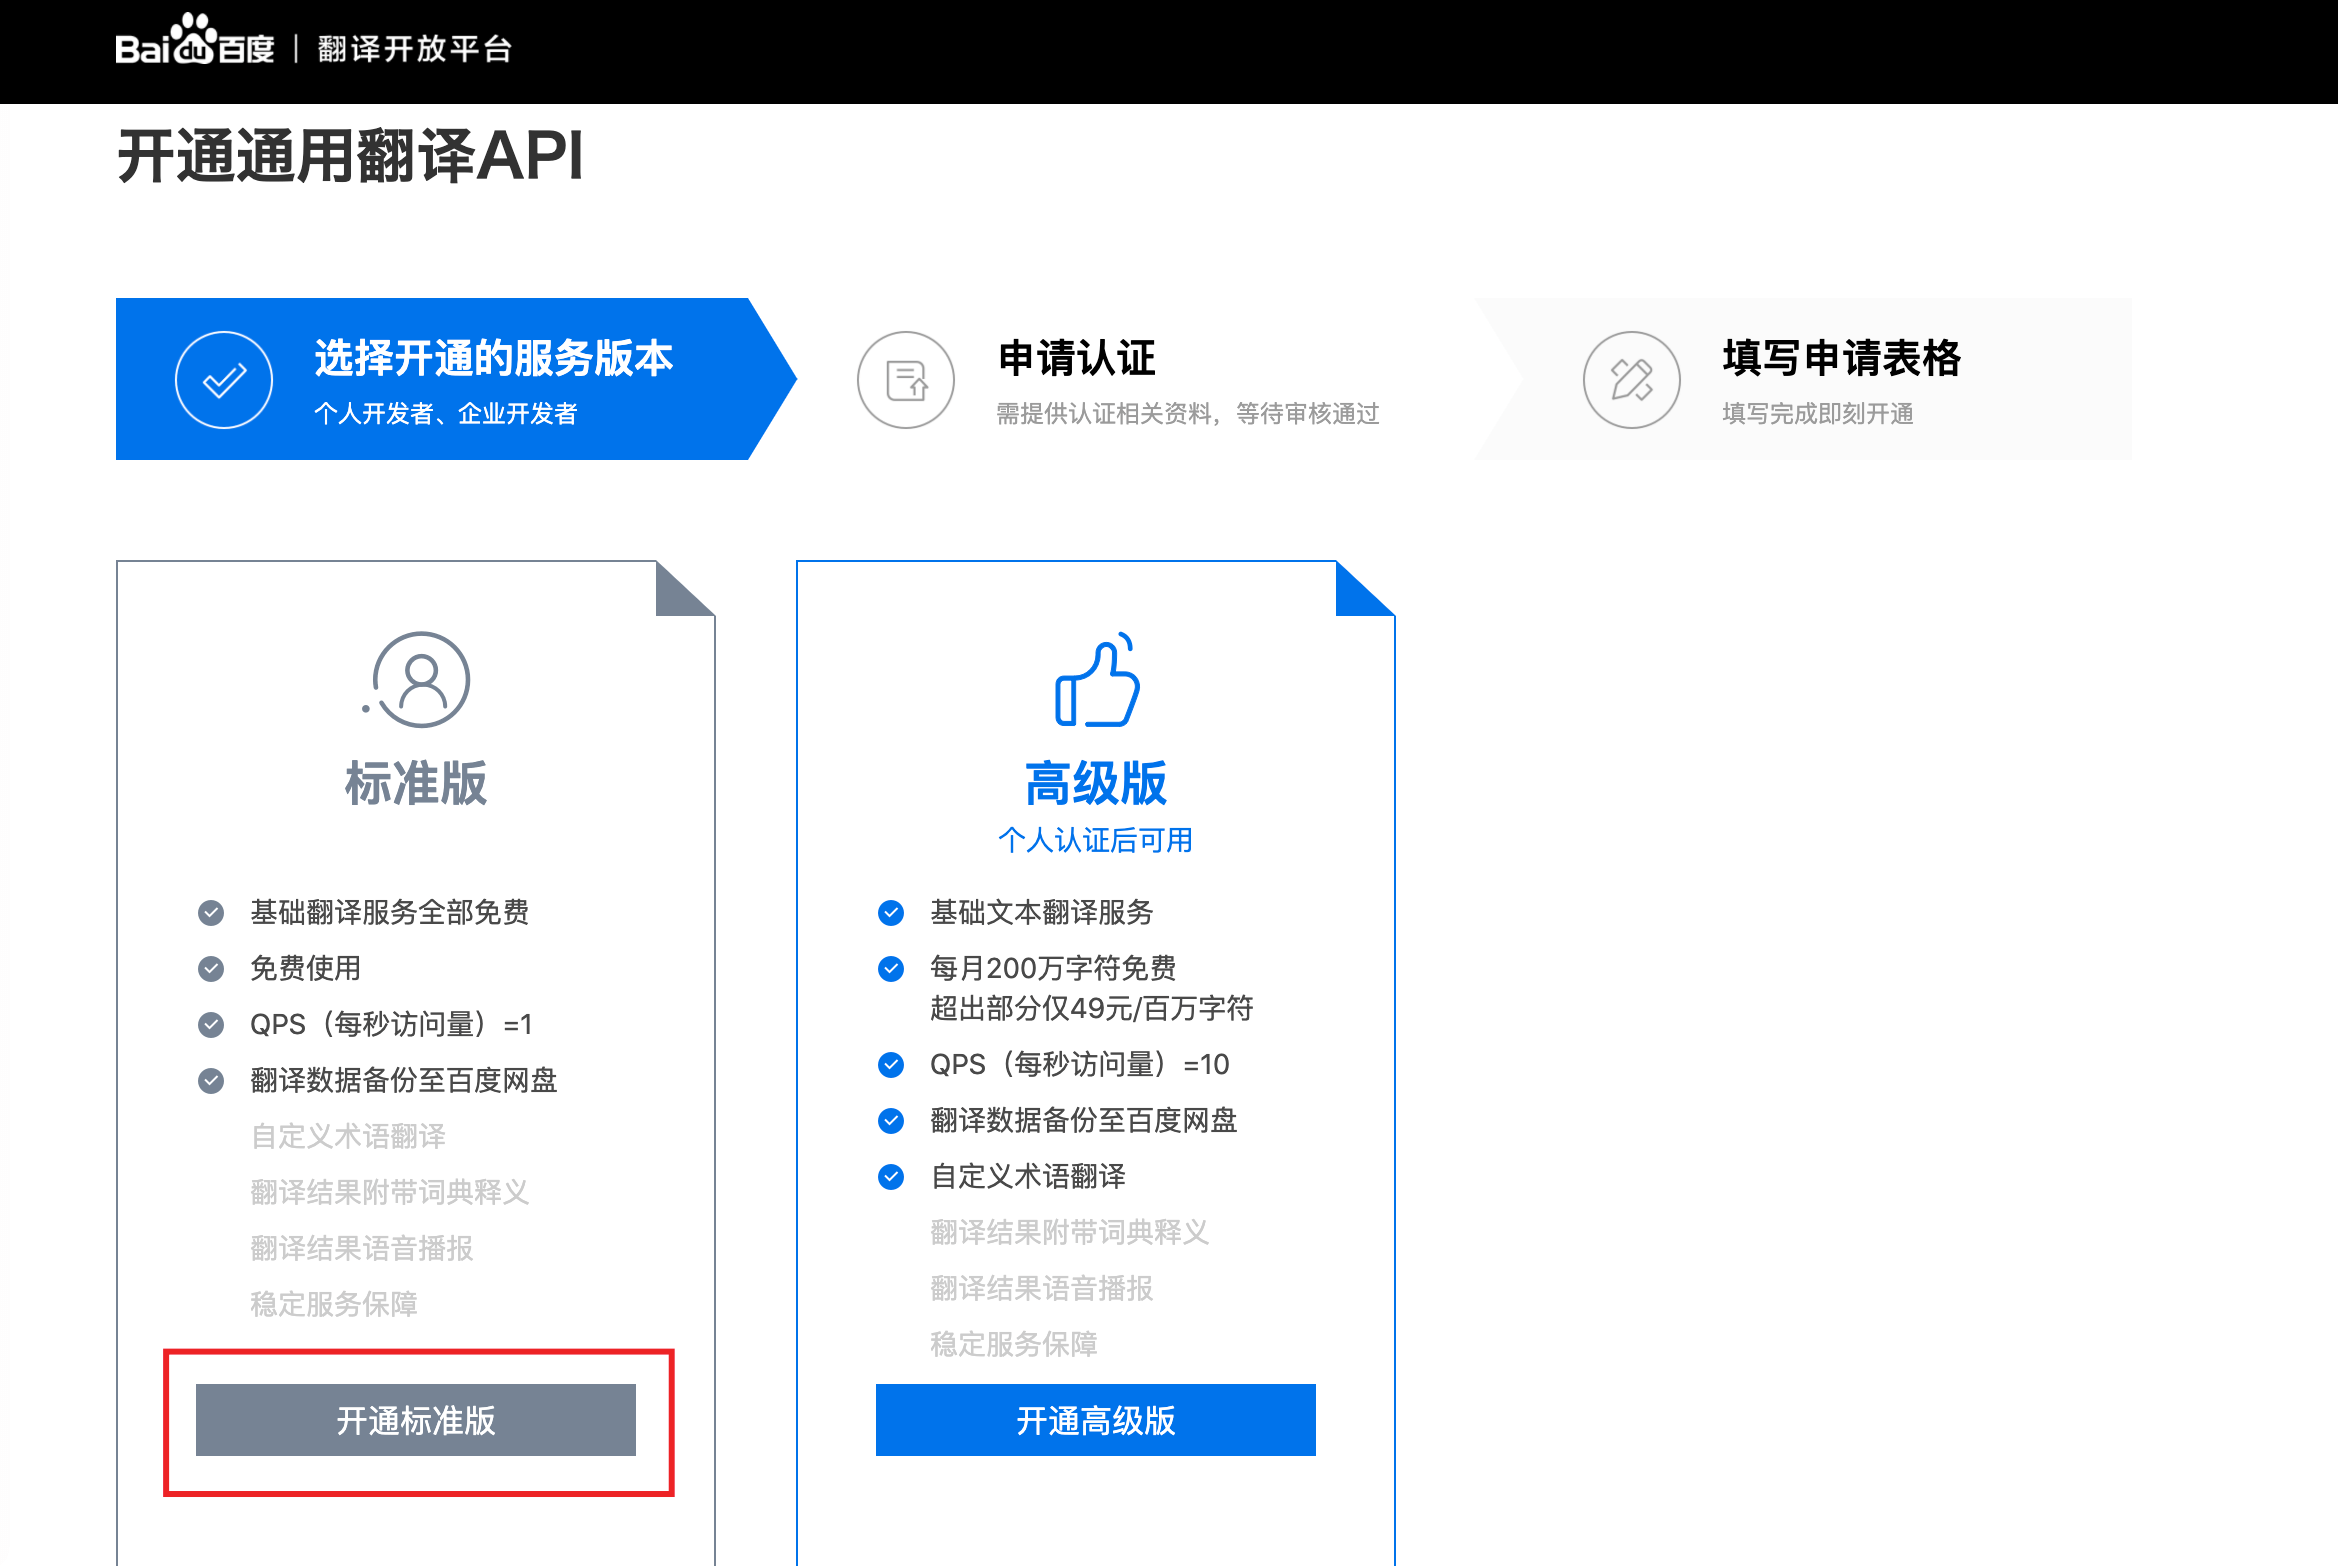 Baidu百度 | 翻译开放平台
开通通用翻译API
选择开通的服务版本
个人开发者、企业开发者
申请认证
需提供认证相关资料，等待审核通过
填写申请表格
填写完成即刻开通
标准版
基础翻译服务全部免费
免费使用
QPS（每秒访问量）=1
翻译数据备份至百度网盘
自定义术语翻译
翻译结果附带词典释义
翻译结果语音播报
稳定服务保障
开通标准版
高级版
个人认证后可用
基础文本翻译服务
每月200万字符免费
超出部分仅49元/百万字符
QPS（每秒访问量）=10
翻译数据备份至百度网盘
自定义术语翻译
翻译结果附带词典释义
翻译结果语音播报
稳定服务保障
开通高级版